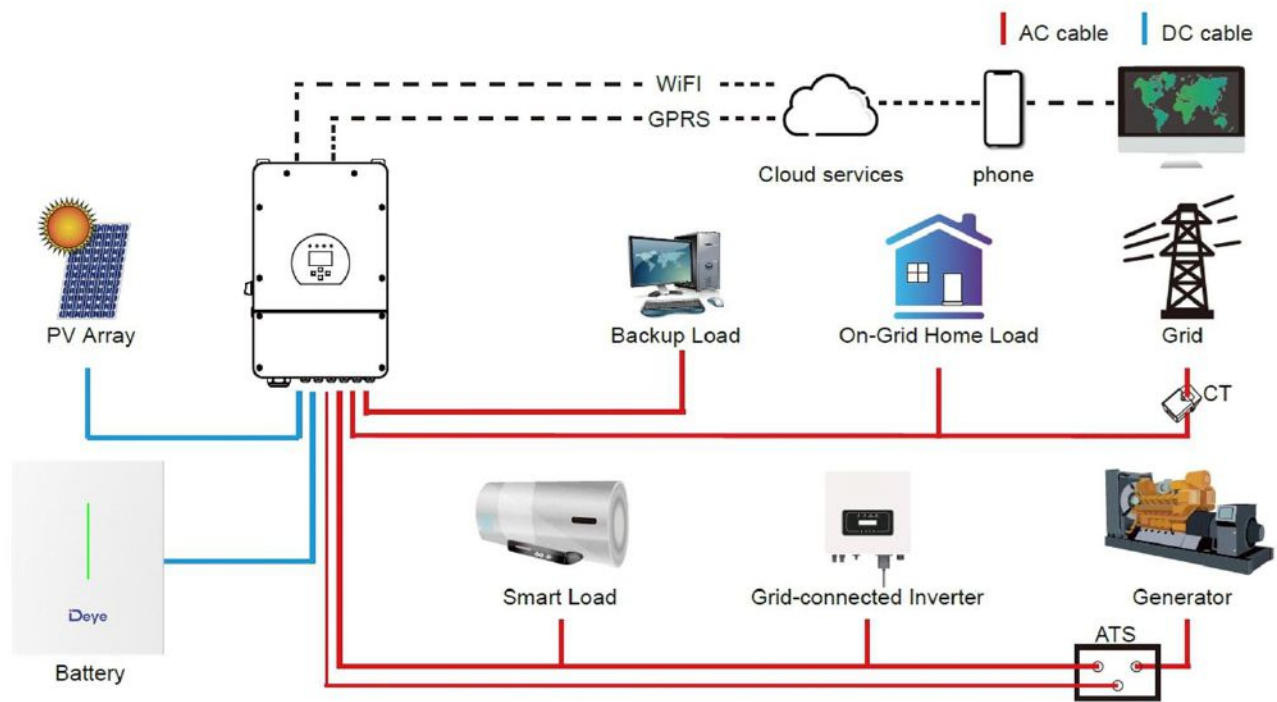 AC cable
DC cable
WiFI
GPRS
Cloud services
phone
PV Array
Backup Load
On-Grid Home Load
Grid
CT
Deye
Battery
Smart Load
Grid-connected Inverter
Generator
ATS